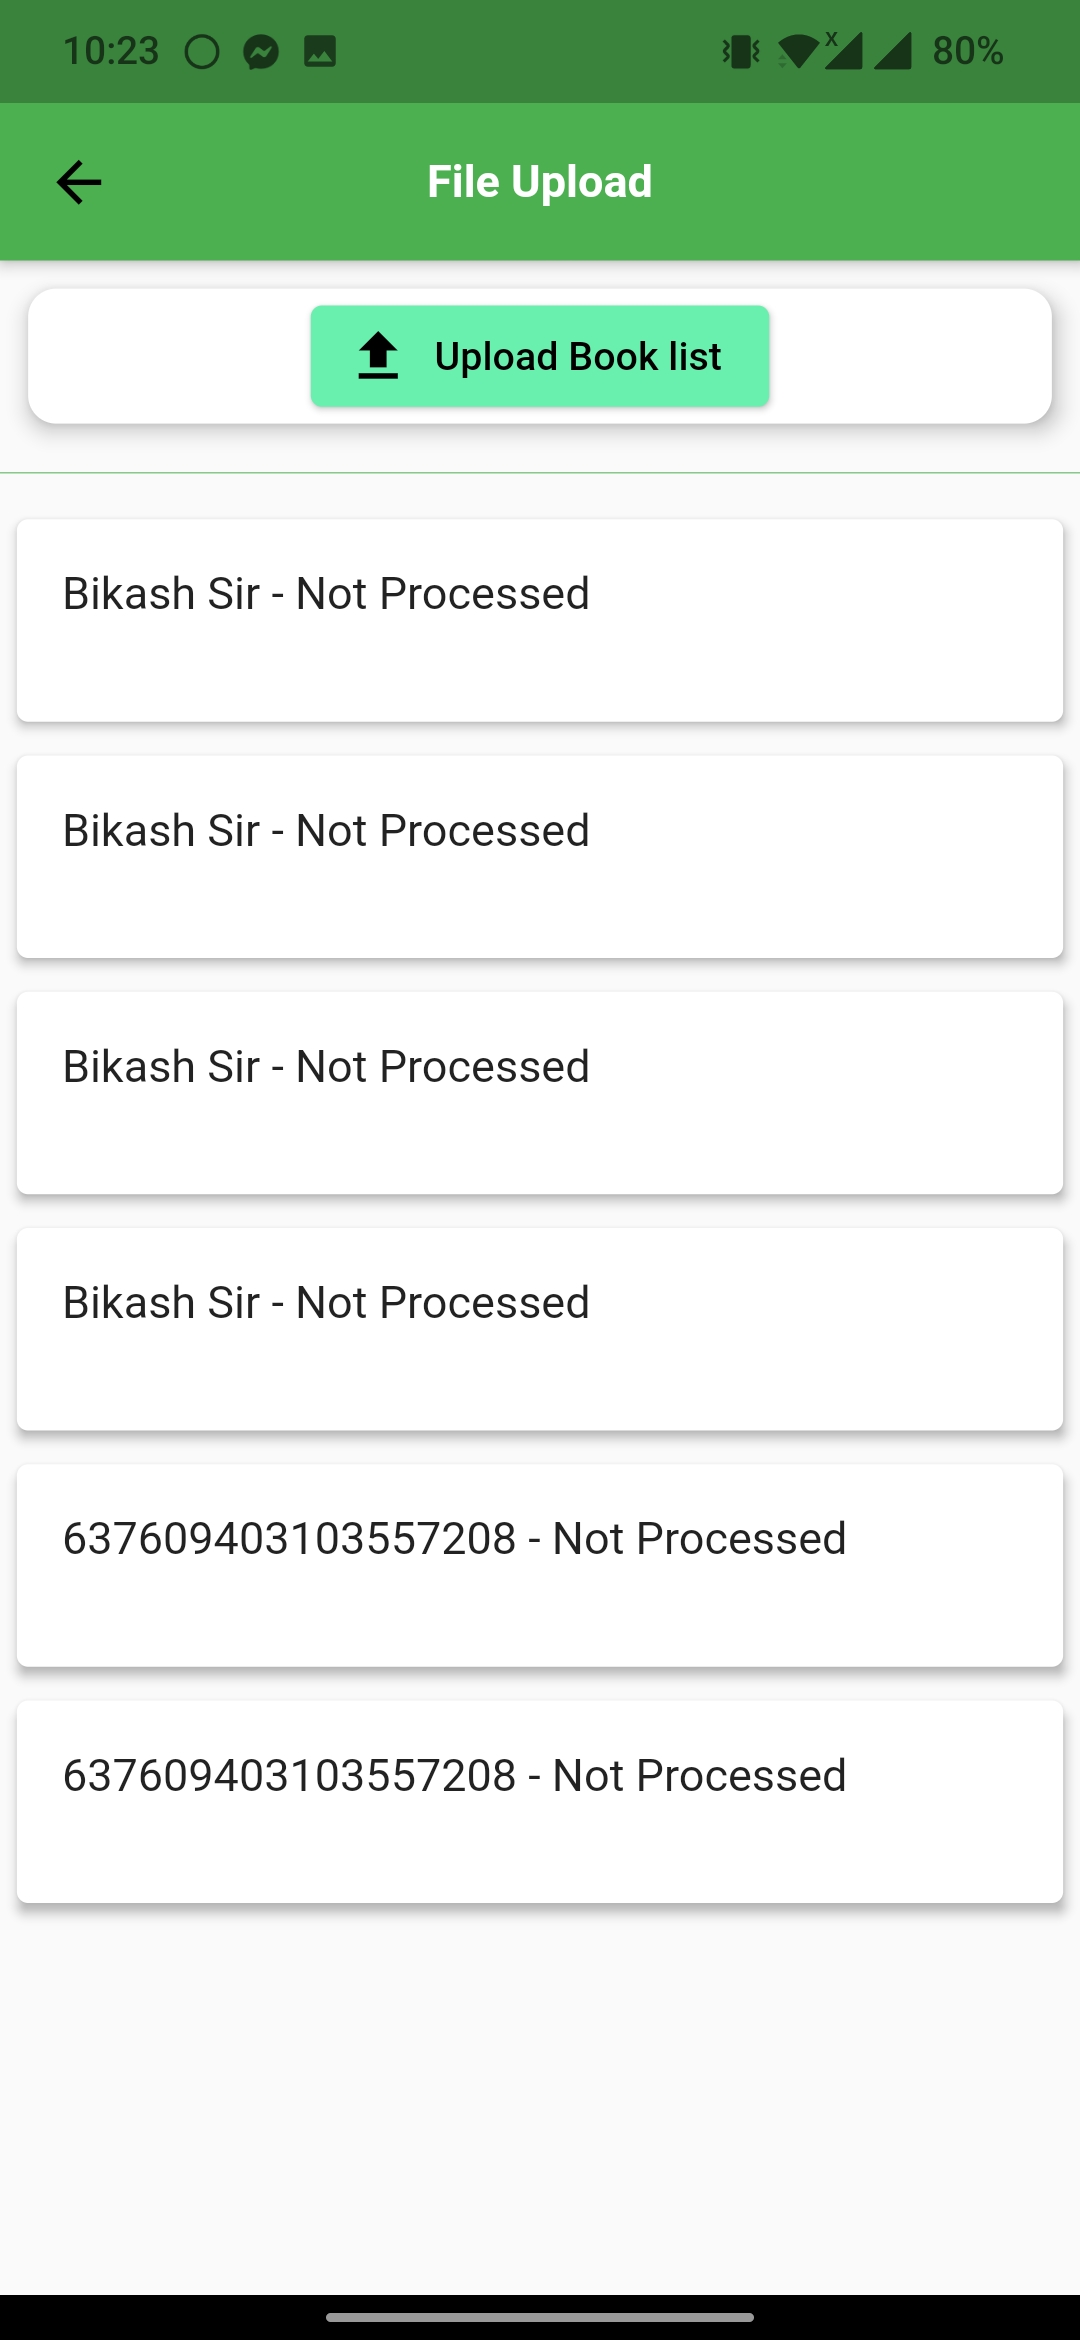 10:23
X
80%
File Upload
Upload Book list
Bikash Sir - Not Processed
Bikash Sir - Not Processed
Bikash Sir - Not Processed
Bikash Sir - Not Processed
637609403103557208 - Not Processed
637609403103557208 - Not Processed